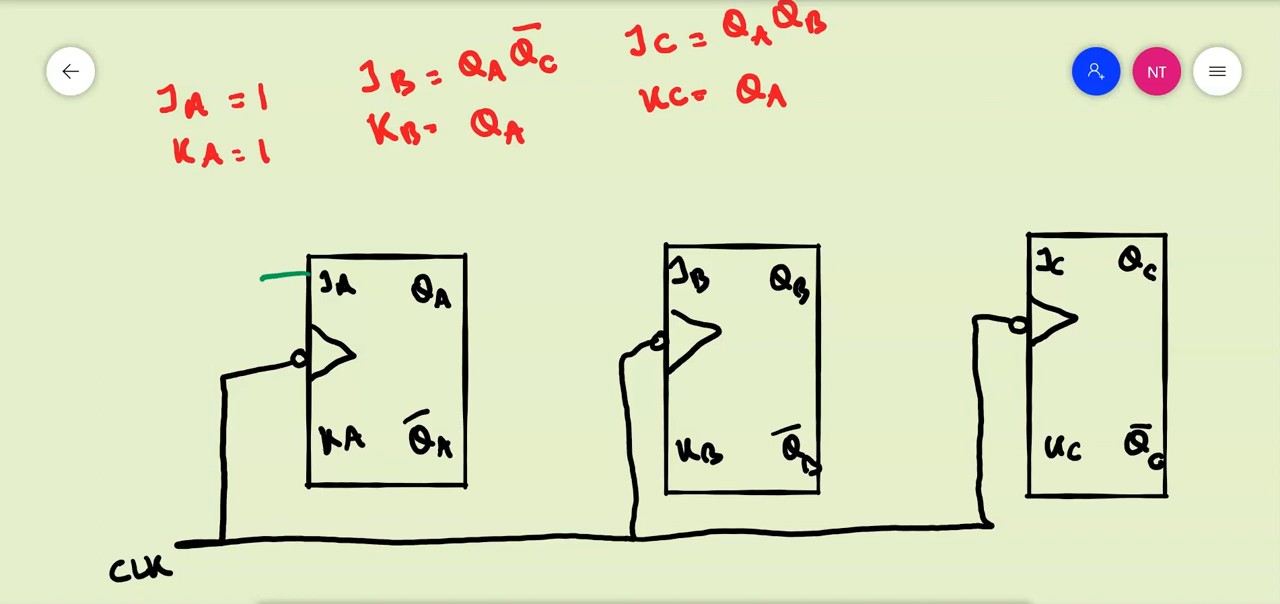 JA = 1
KA = 1
JB = QA Q̅C
KB = QA
JC = QA QB
KC = QA
NT
JA QA
KA Q̅A
JB QB
KB Q̅B
JC QC
KC Q̅C
CLK